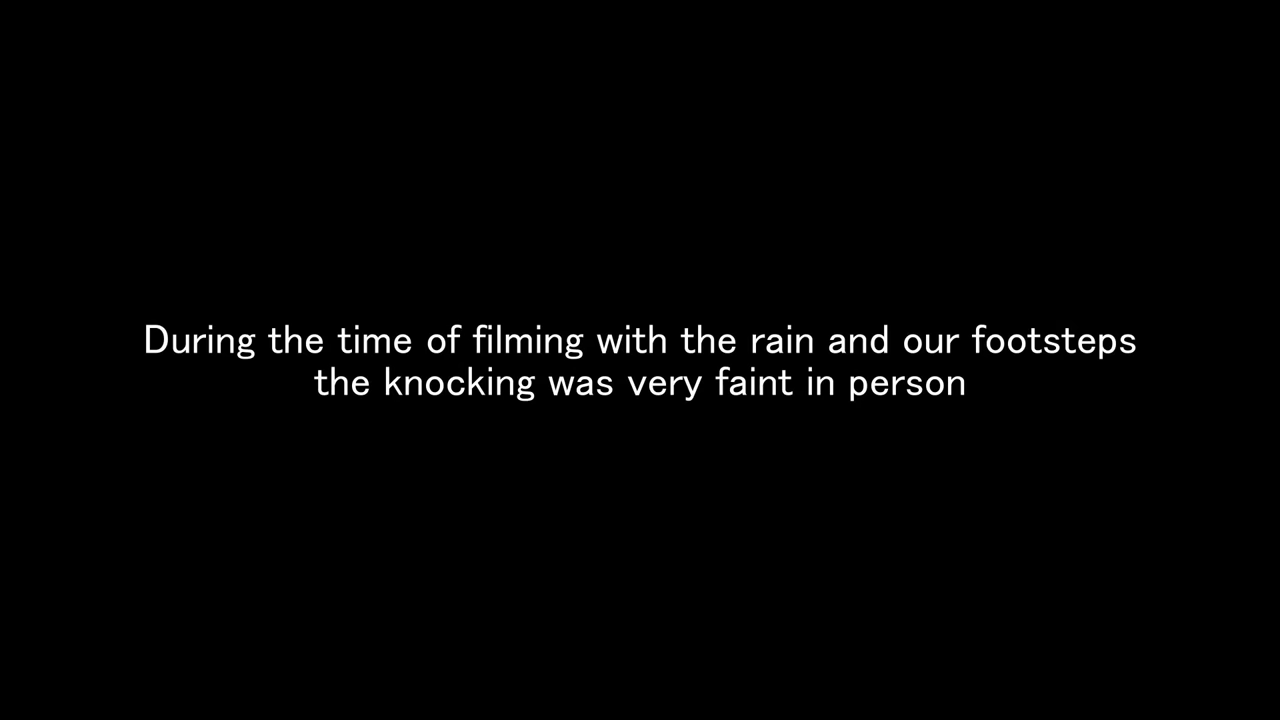 During the time of filming with the rain and our footsteps
the knocking was very faint in person